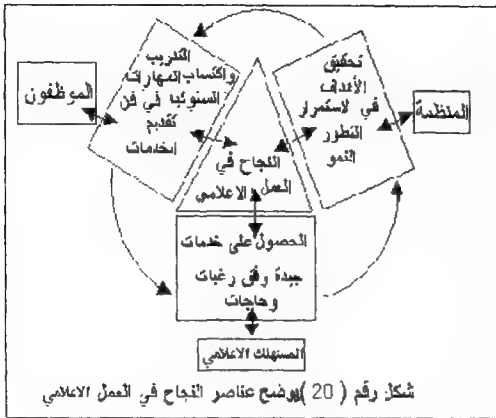 الموظفون
التدريب
واكتساب المهارات
السلوكية في فن
تقديم
الخدمات
تحقيق
الأهداف
في الاستمرار
التطور
النمو
المنظمة
النجاح في
العمل الاعلامي
الحصول على خدمات
جيدة وفق رغبات
وحاجات
المستهلك الاعلامي
شكل رقم ( 20 ) يوضح عناصر النجاح في العمل الاعلامي